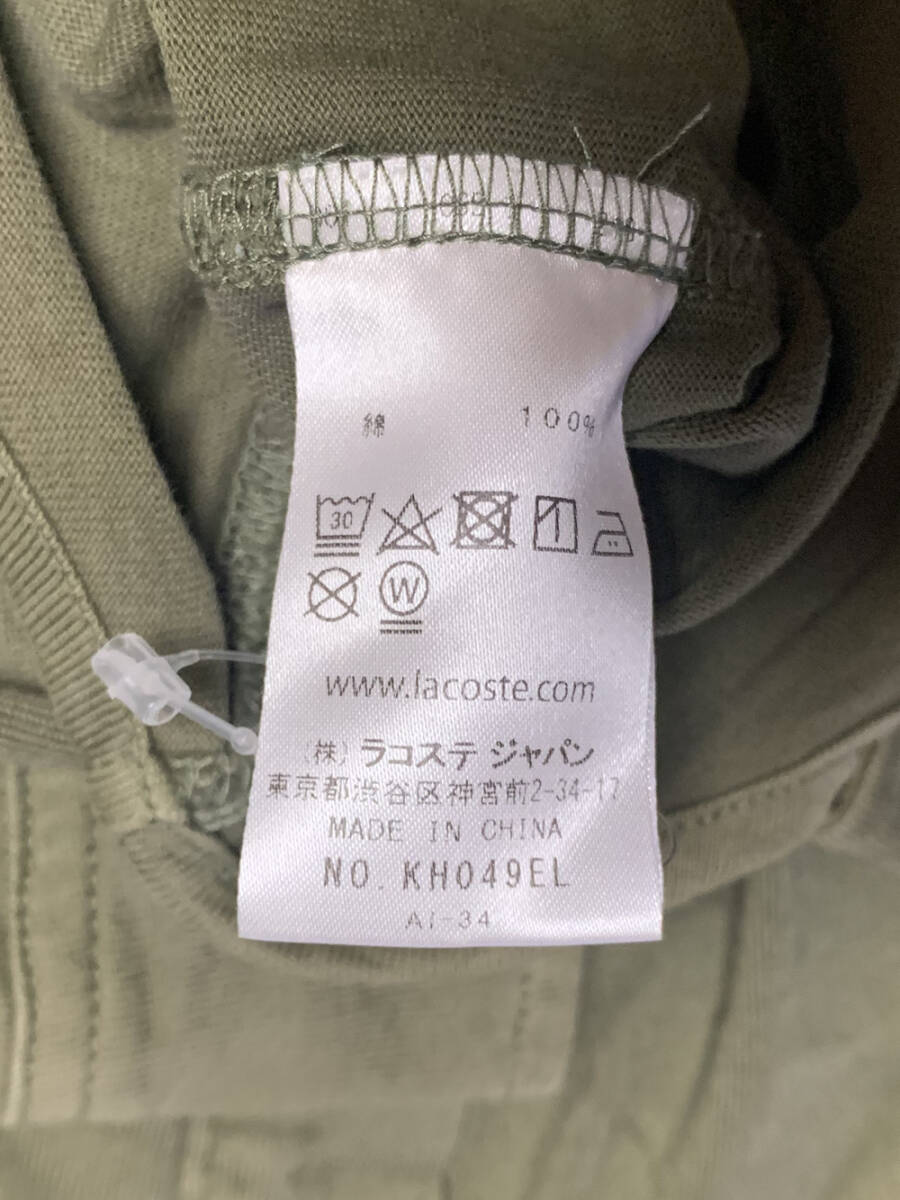 綿 100%
30
W
www.lacoste.com
(株) ラコステ ジャパン
東京都渋谷区神宮前2-34-17
MADE IN CHINA
NO. KH049EL
AI-34